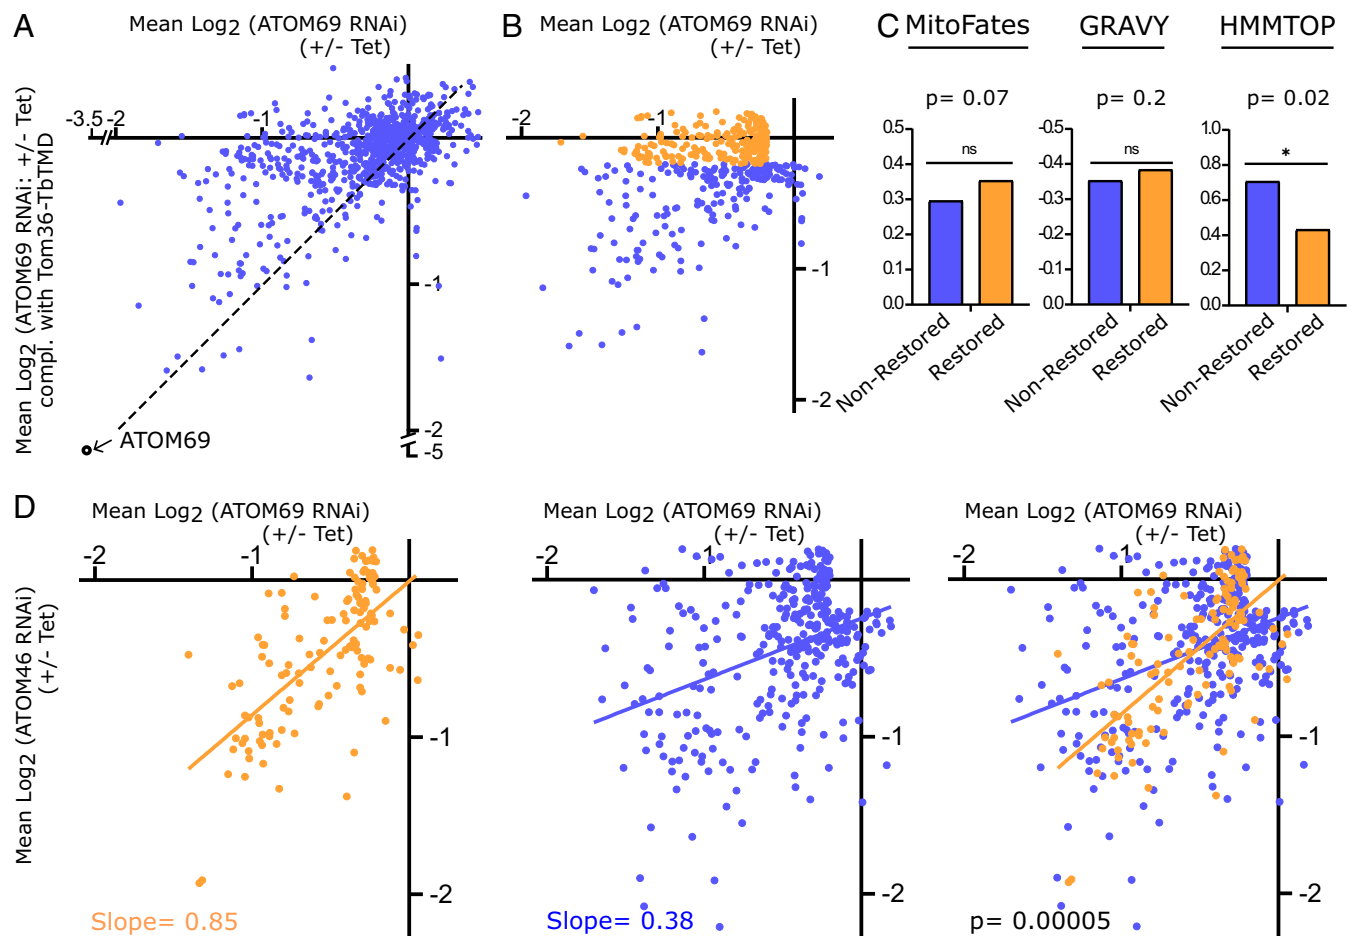 A
Mean Log2 (ATOM69 RNAi)
(+/- Tet)
Mean Log2 (ATOM69 RNAi: +/- Tet)
compl. with Tom36-TbTMD
-3.5 -2
-1
-1
-2
-5
ATOM69
B
Mean Log2 (ATOM69 RNAi)
(+/- Tet)
-2
-1
-1
-2
C
MitoFates
p= 0.07
ns
0.5
0.4
0.3
0.2
0.1
0.0
Non-Restored
Restored
GRAVY
p= 0.2
ns
-0.5
-0.4
-0.3
-0.2
-0.1
0.0
Non-Restored
Restored
HMMTOP
p= 0.02
*
1.0
0.8
0.6
0.4
0.2
0.0
Non-Restored
Restored
D
Mean Log2 (ATOM69 RNAi)
(+/- Tet)
Mean Log2 (ATOM46 RNAi)
(+/- Tet)
-2
-1
-1
-2
Slope= 0.85
Mean Log2 (ATOM69 RNAi)
(+/- Tet)
-2
-1
-1
-2
Slope= 0.38
Mean Log2 (ATOM69 RNAi)
(+/- Tet)
-2
-1
-1
-2
p= 0.00005